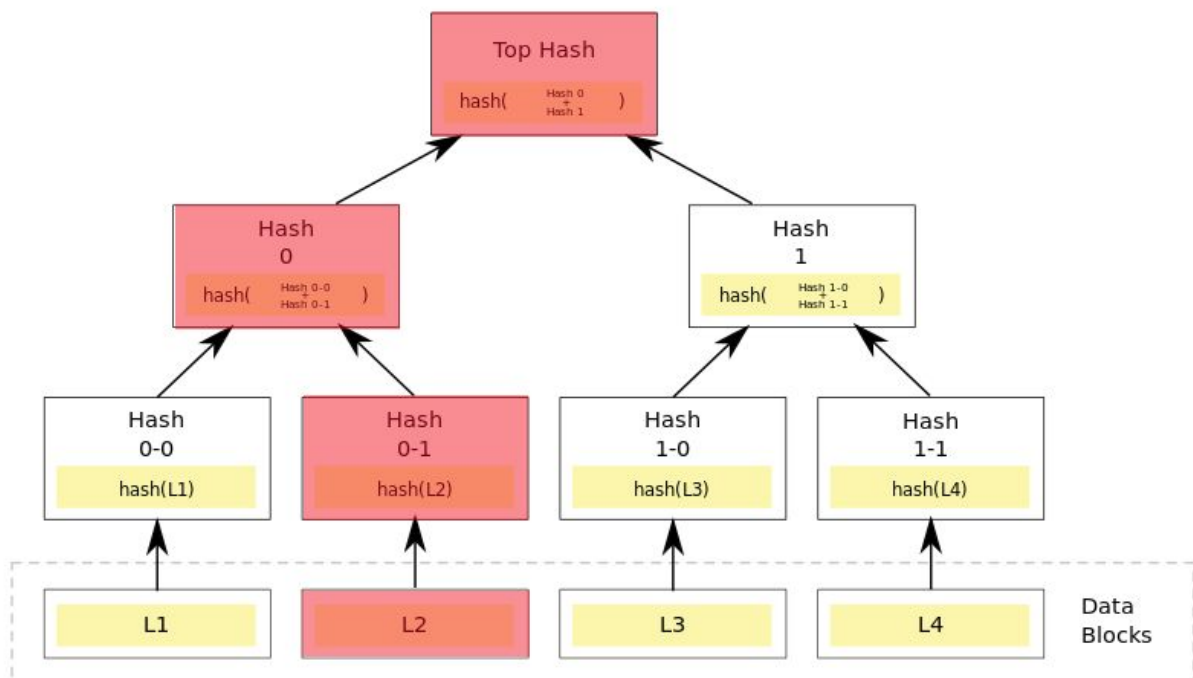 Top Hash
hash( Hash 0 + Hash 1 )
Hash
0
hash( Hash 0-0 + Hash 0-1 )
Hash
1
hash( Hash 1-0 + Hash 1-1 )
Hash
0-0
hash(L1)
Hash
0-1
hash(L2)
Hash
1-0
hash(L3)
Hash
1-1
hash(L4)
L1
L2
L3
L4
Data
Blocks